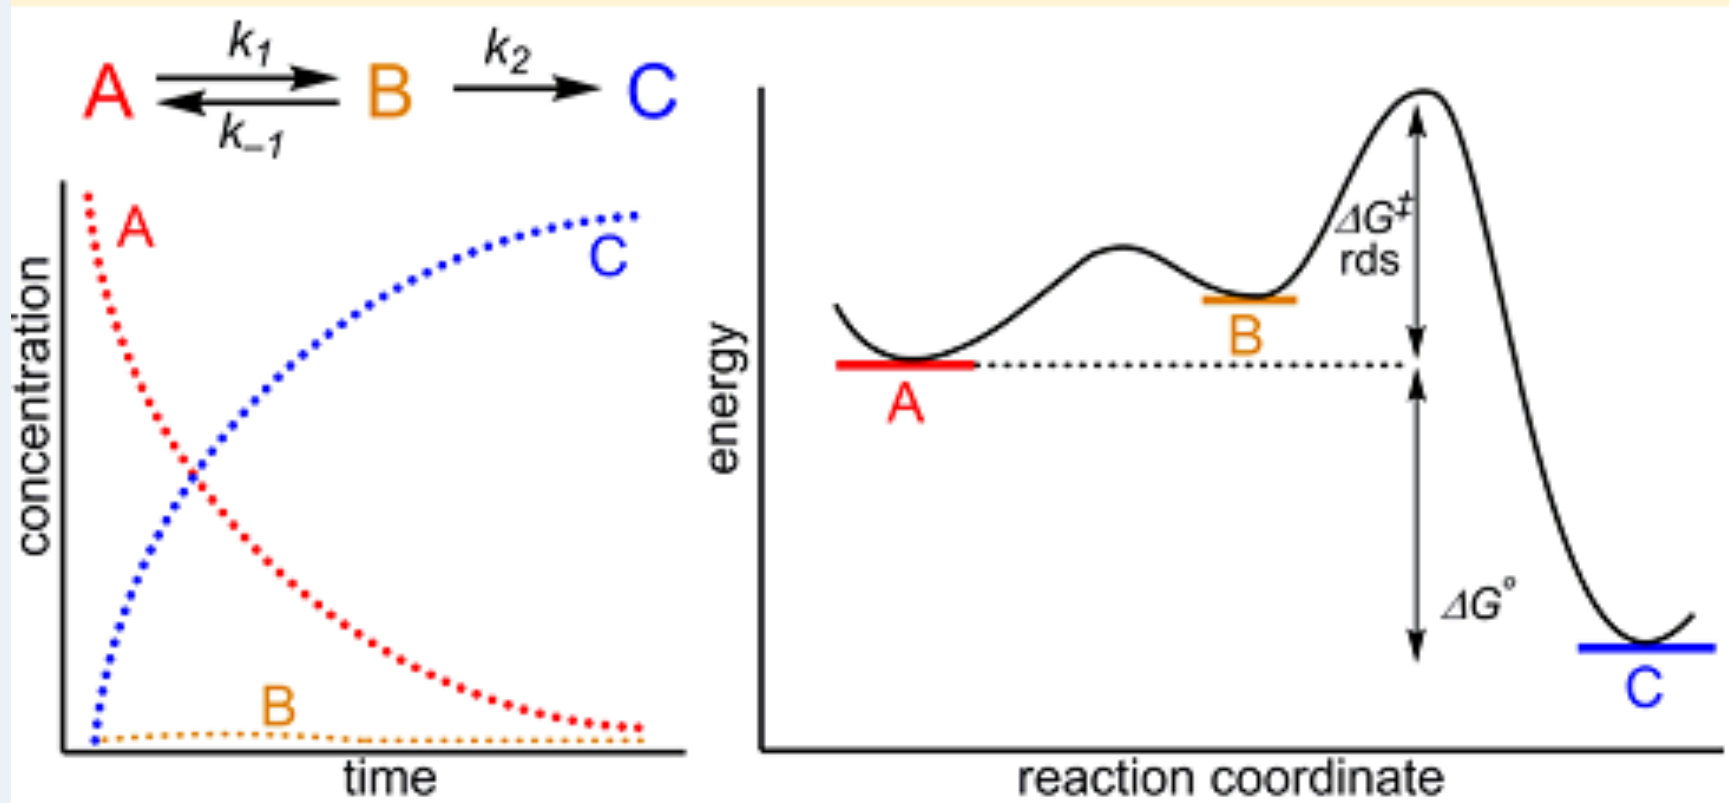 A k₁ B k₂ C
k₋₁
A
C
B
concentration
time
ΔG‡
rds
B
A
ΔG°
C
energy
reaction coordinate